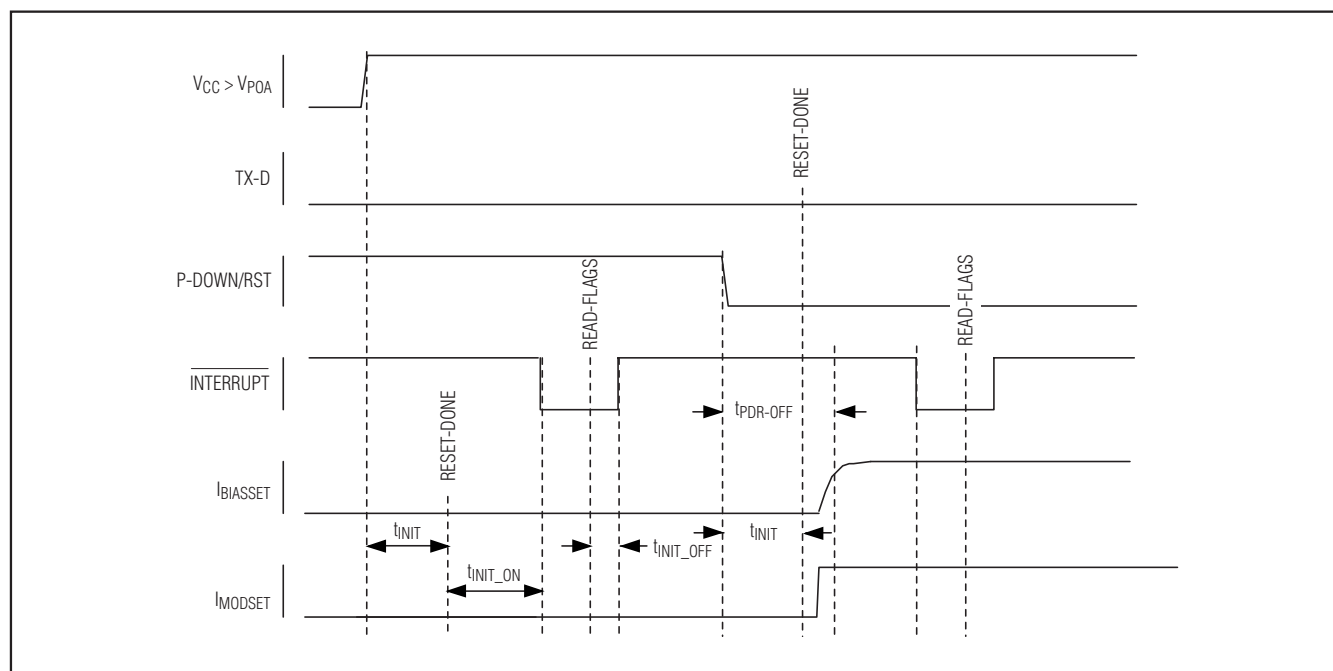 VCC > VPOA
RESET-DONE
TX-D
P-DOWN/RST
READ-FLAGS
READ-FLAGS
INTERRUPT
tPDR-OFF
RESET-DONE
IBIASSET
tINIT
tINIT_OFF
tINIT
tINIT_ON
IMODSET